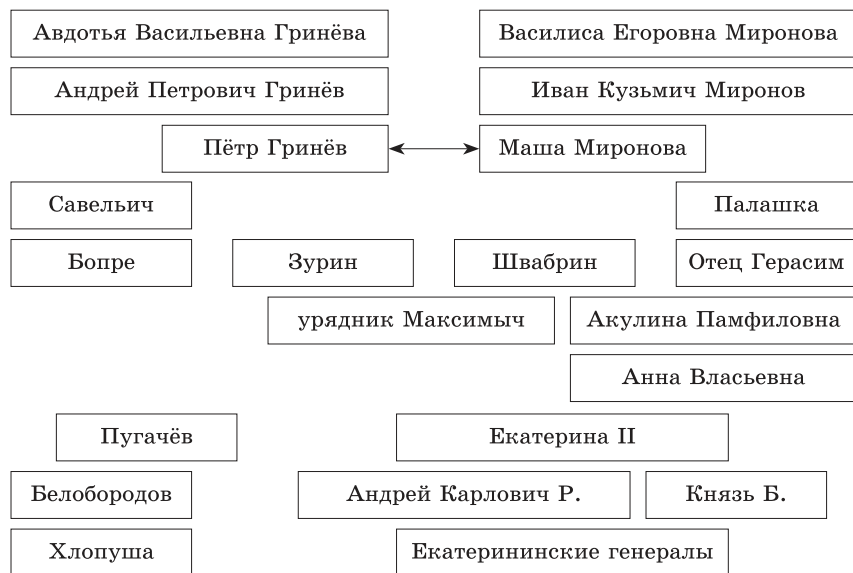 Авдотья Васильевна Гринёва Василиса Егоровна Миронова
Андрей Петрович Гринёв Иван Кузьмич Миронов
Пётр Гринёв Маша Миронова
Савельич Палашка
Бопре Зурин Швабрин Отец Герасим
урядник Максимыч Акулина Памфиловна
Анна Власьевна
Пугачёв Екатерина II
Белобородов Андрей Карлович Р. Князь Б.
Хлопуша Екатерининские генералы